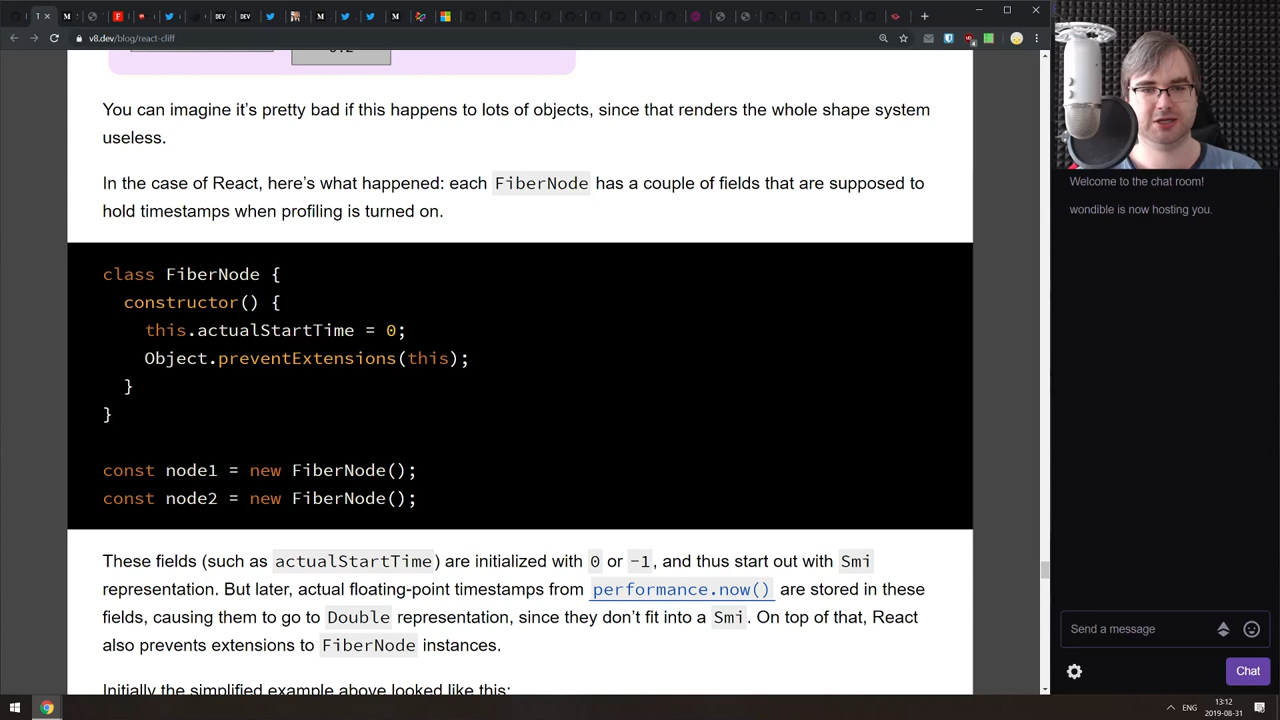 v8.dev/blog/react-cliff
You can imagine it's pretty bad if this happens to lots of objects, since that renders the whole shape system
useless.
In the case of React, here's what happened: each FiberNode has a couple of fields that are supposed to
hold timestamps when profiling is turned on.
class FiberNode {
constructor() {
this.actualStartTime = 0;
Object.preventExtensions(this);
}
}
const node1 = new FiberNode();
const node2 = new FiberNode();
These fields (such as actualStartTime) are initialized with 0 or -1, and thus start out with Smi
representation. But later, actual floating-point timestamps from performance.now() are stored in these
fields, causing them to go to Double representation, since they don't fit into a Smi. On top of that, React
also prevents extensions to FiberNode instances.
Initially the simplified example above looked like this:
Welcome to the chat room!
wondible is now hosting you.
Send a message
Chat
ENG
13:12
2019-08-31